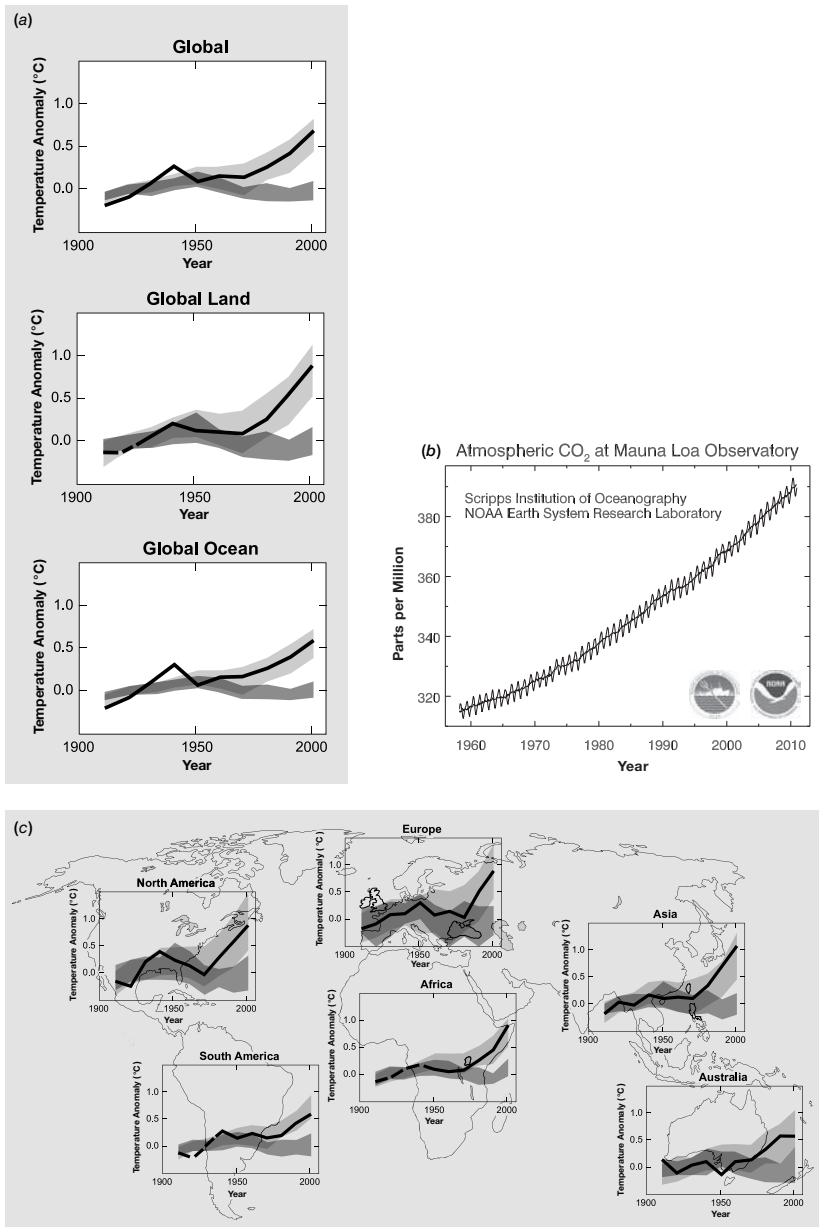 (a)
Global
Temperature Anomaly (°C)
1.0
0.5
0.0
1900
1950
2000
Year
Global Land
Temperature Anomaly (°C)
1.0
0.5
0.0
1900
1950
2000
Year
Global Ocean
Temperature Anomaly (°C)
1.0
0.5
0.0
1900
1950
2000
Year
(b) Atmospheric CO2 at Mauna Loa Observatory
Scripps Institution of Oceanography
NOAA Earth System Research Laboratory
Parts per Million
380
360
340
320
1960
1970
1980
1990
2000
2010
Year
NOAA
(c)
North America
Temperature Anomaly (°C)
1.0
0.5
0.0
1900
1950
2000
Year
Europe
Temperature Anomaly (°C)
1.0
0.5
0.0
1900
1950
2000
Year
Asia
Temperature Anomaly (°C)
1.0
0.5
0.0
1900
1950
2000
Year
Africa
Temperature Anomaly (°C)
1.0
0.5
0.0
1900
1950
2000
Year
South America
Temperature Anomaly (°C)
1.0
0.5
0.0
1900
1950
2000
Year
Australia
Temperature Anomaly (°C)
1.0
0.5
0.0
1900
1950
2000
Year